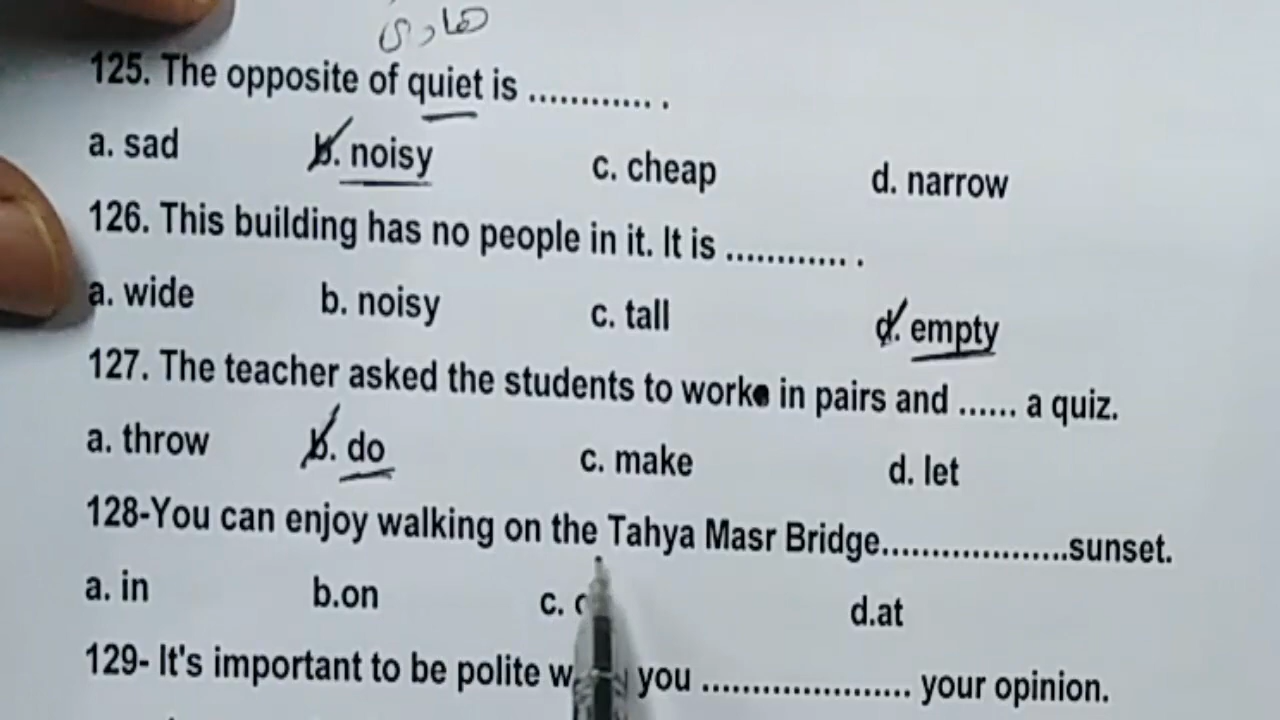 هادئ
125. The opposite of quiet is ............ .
a. sad b. noisy c. cheap d. narrow
126. This building has no people in it. It is ............ .
a. wide b. noisy c. tall d. empty
127. The teacher asked the students to work in pairs and ...... a quiz.
a. throw b. do c. make d. let
128-You can enjoy walking on the Tahya Masr Bridge...................sunset.
a. in b.on c. d.at
129- It's important to be polite you ..................... your opinion.